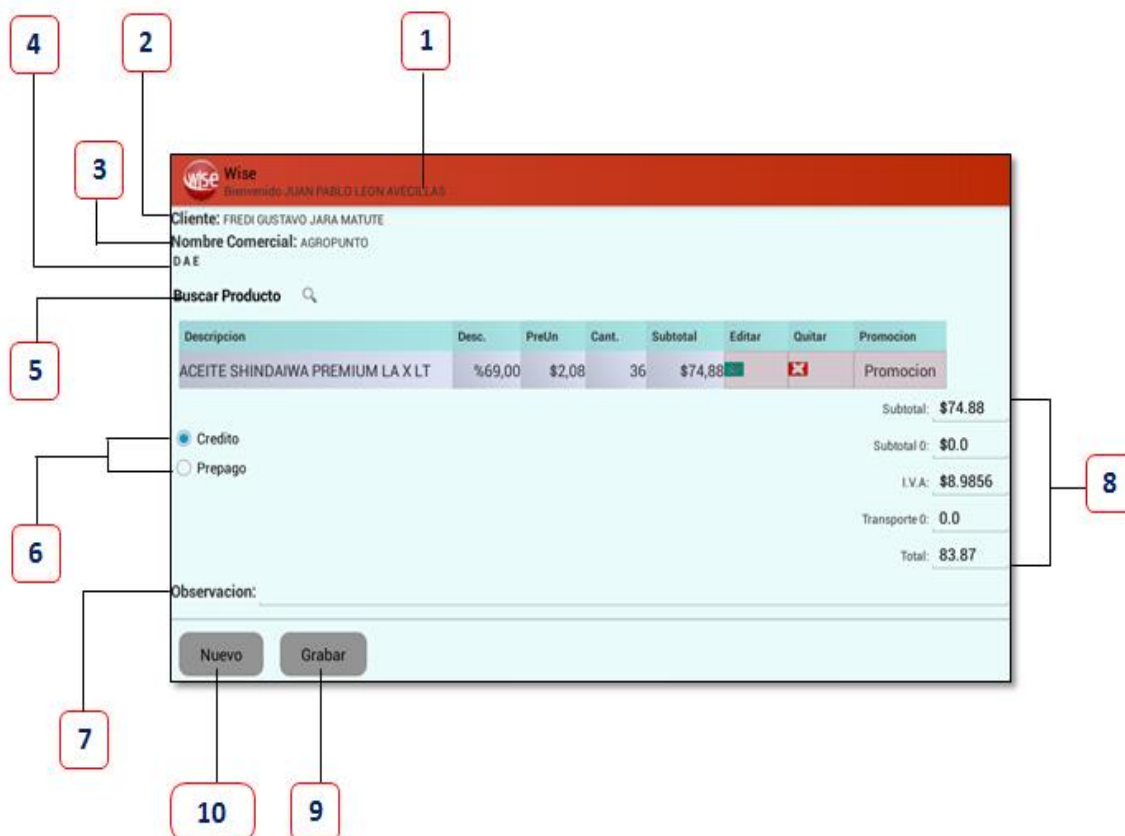 4
2
1
3
wise Wise
Bienvenido JUAN PABLO LEON AVECILLAS
Cliente: FREDI GUSTAVO JARA MATUTE
Nombre Comercial: AGROPUNTO
D A E
Buscar Producto
5
Descripcion Desc. PreUn Cant. Subtotal Editar Quitar Promocion
ACEITE SHINDAIWA PREMIUM LA X LT %69,00 $2,08 36 $74,88 Promocion
Subtotal: $74.88
Credito
Subtotal 0: $0.0
Prepago
I.V.A: $8.9856
8
Transporte 0: 0.0
6
Total: 83.87
Observacion:
Nuevo Grabar
7
10
9